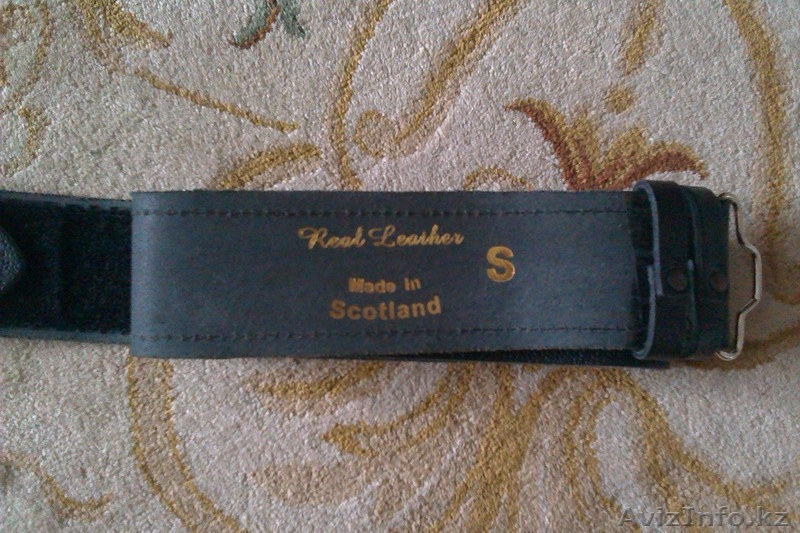 Real Leather
S
Made in
Scotland
AvizInfo.kz